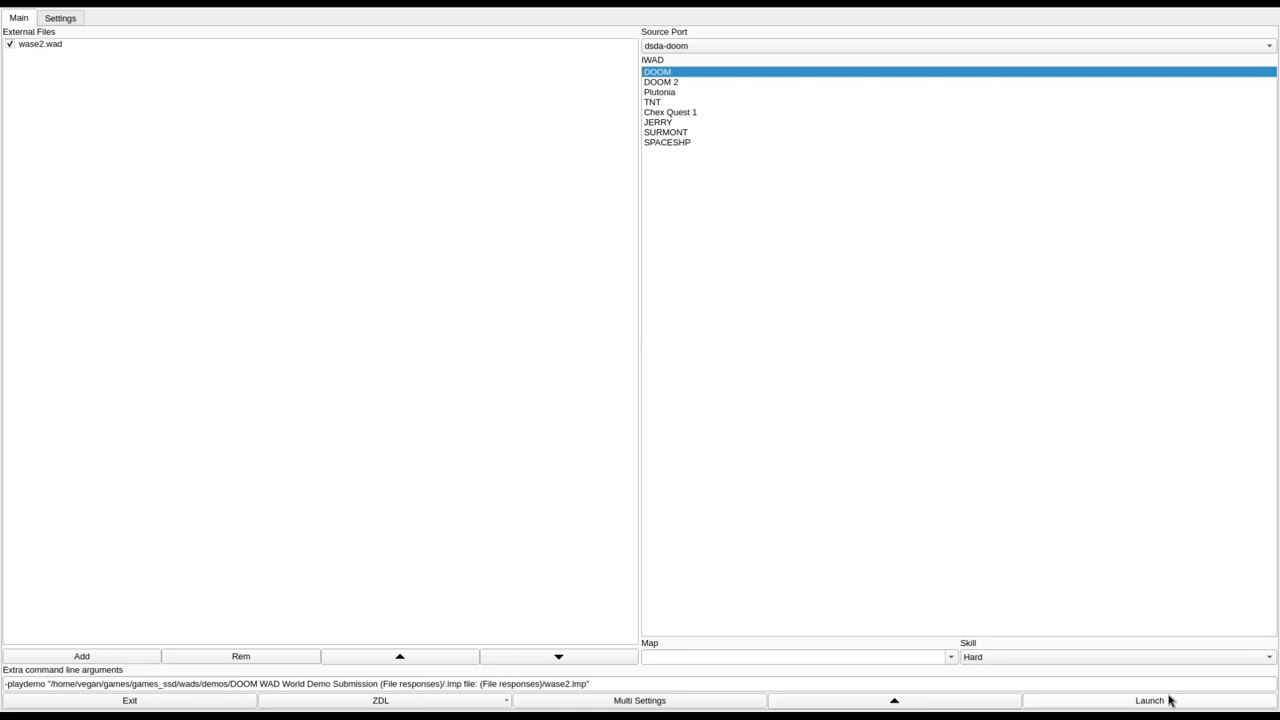 Main Settings
External Files
wase2.wad
Source Port
dsda-doom
IWAD
DOOM
DOOM 2
Plutonia
TNT
Chex Quest 1
JERRY
SURMONT
SPACESHP
Map Skill
Hard
Add Rem
Extra command line arguments
-playdemo "/home/vegan/games/games_ssd/wads/demos/DOOM WAD World Demo Submission (File responses)/.lmp file: (File responses)/wase2.lmp"
Exit ZDL Multi Settings Launch